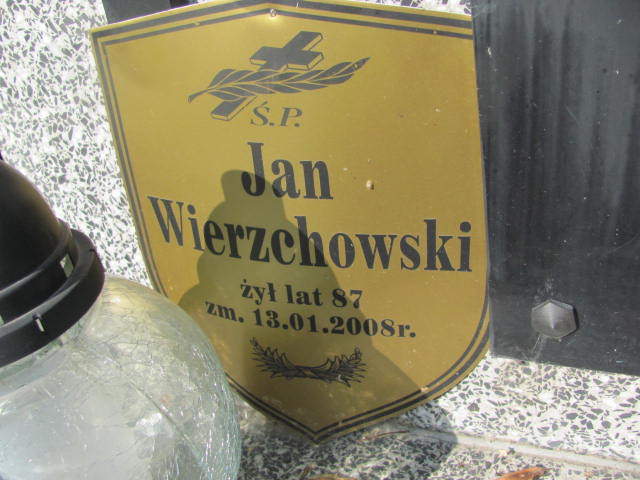 Ś.P.
Jan
Wierzchowski
żył lat 87
zm. 13.01.2008r.